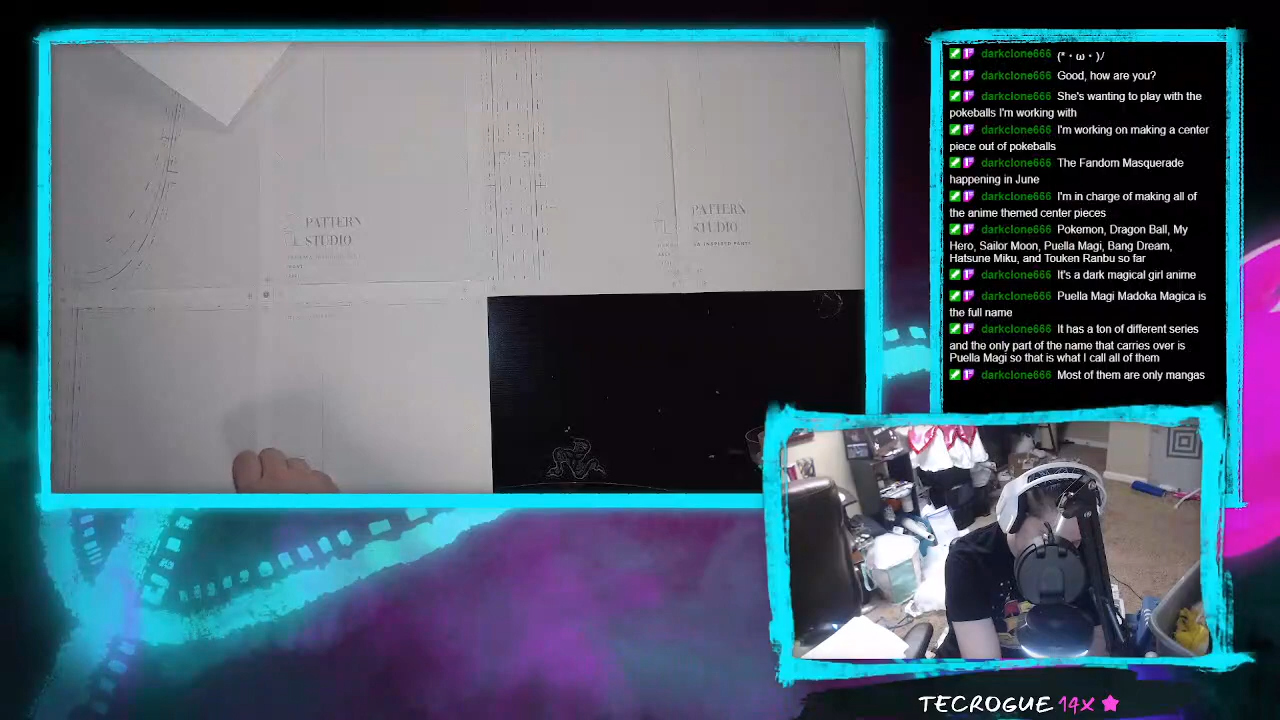 PATTERN
STUDIO
PATTERN
STUDIO
darkclone666 (*・ω・)ﾉ
darkclone666 Good, how are you?
darkclone666 She's wanting to play with the
pokeballs I'm working with
darkclone666 I'm working on making a center
piece out of pokeballs
darkclone666 The Fandom Masquerade
happening in June
darkclone666 I'm in charge of making all of
the anime themed center pieces
darkclone666 Pokemon, Dragon Ball, My
Hero, Sailor Moon, Puella Magi, Bang Dream,
Hatsune Miku, and Touken Ranbu so far
darkclone666 It's a dark magical girl anime
darkclone666 Puella Magi Madoka Magica is
the full name
darkclone666 It has a ton of different series
and the only part of the name that carries over is
Puella Magi so that is what I call all of them
darkclone666 Most of them are only mangas
TECROGUE 14X